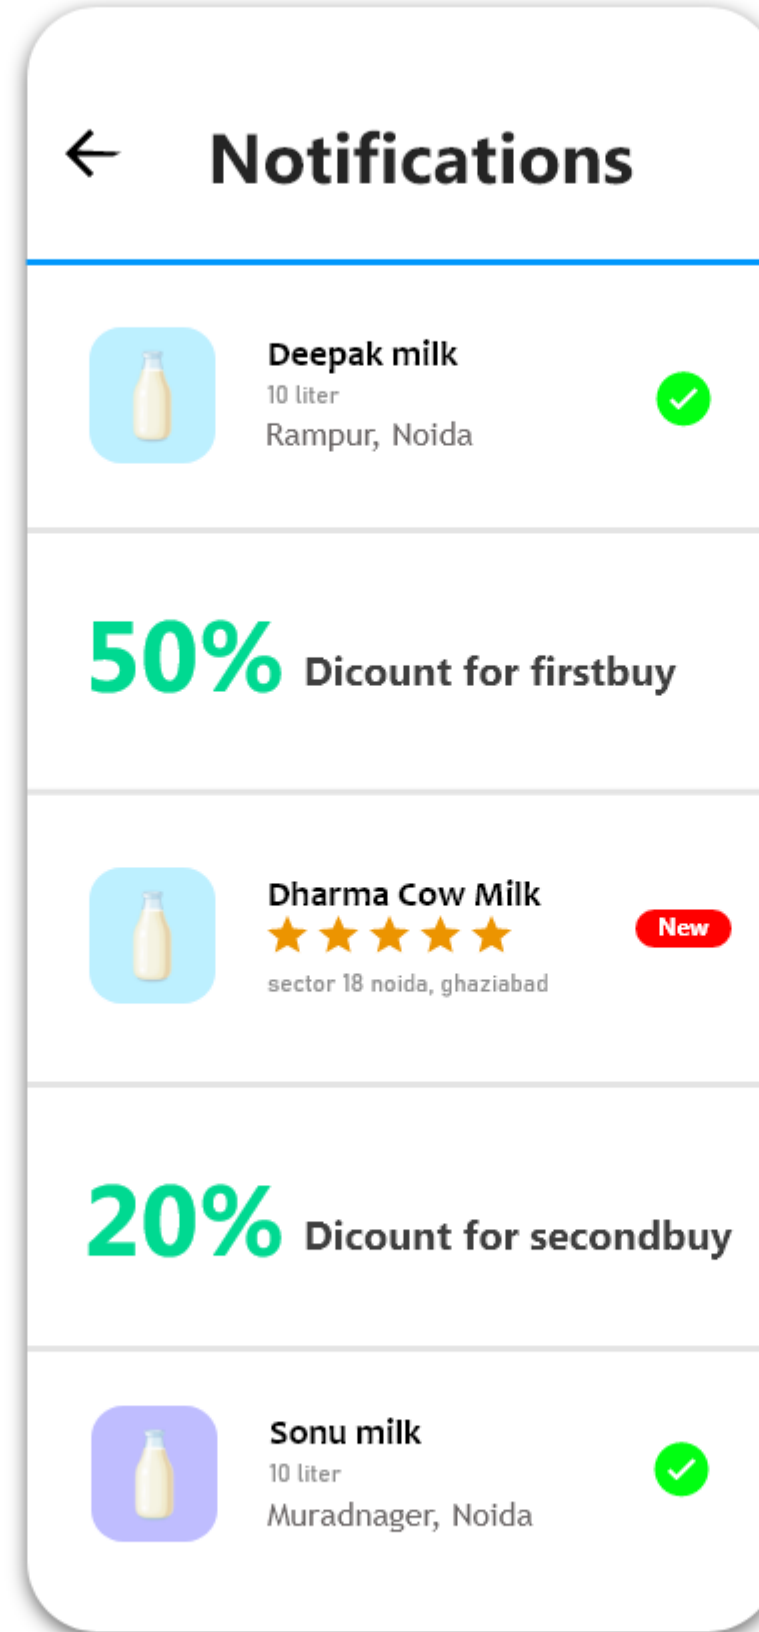 Notifications
Deepak milk
10 liter
Rampur, Noida
50% Dicount for firstbuy
Dharma Cow Milk
New
sector 18 noida, ghaziabad
20% Dicount for secondbuy
Sonu milk
10 liter
Muradnager, Noida